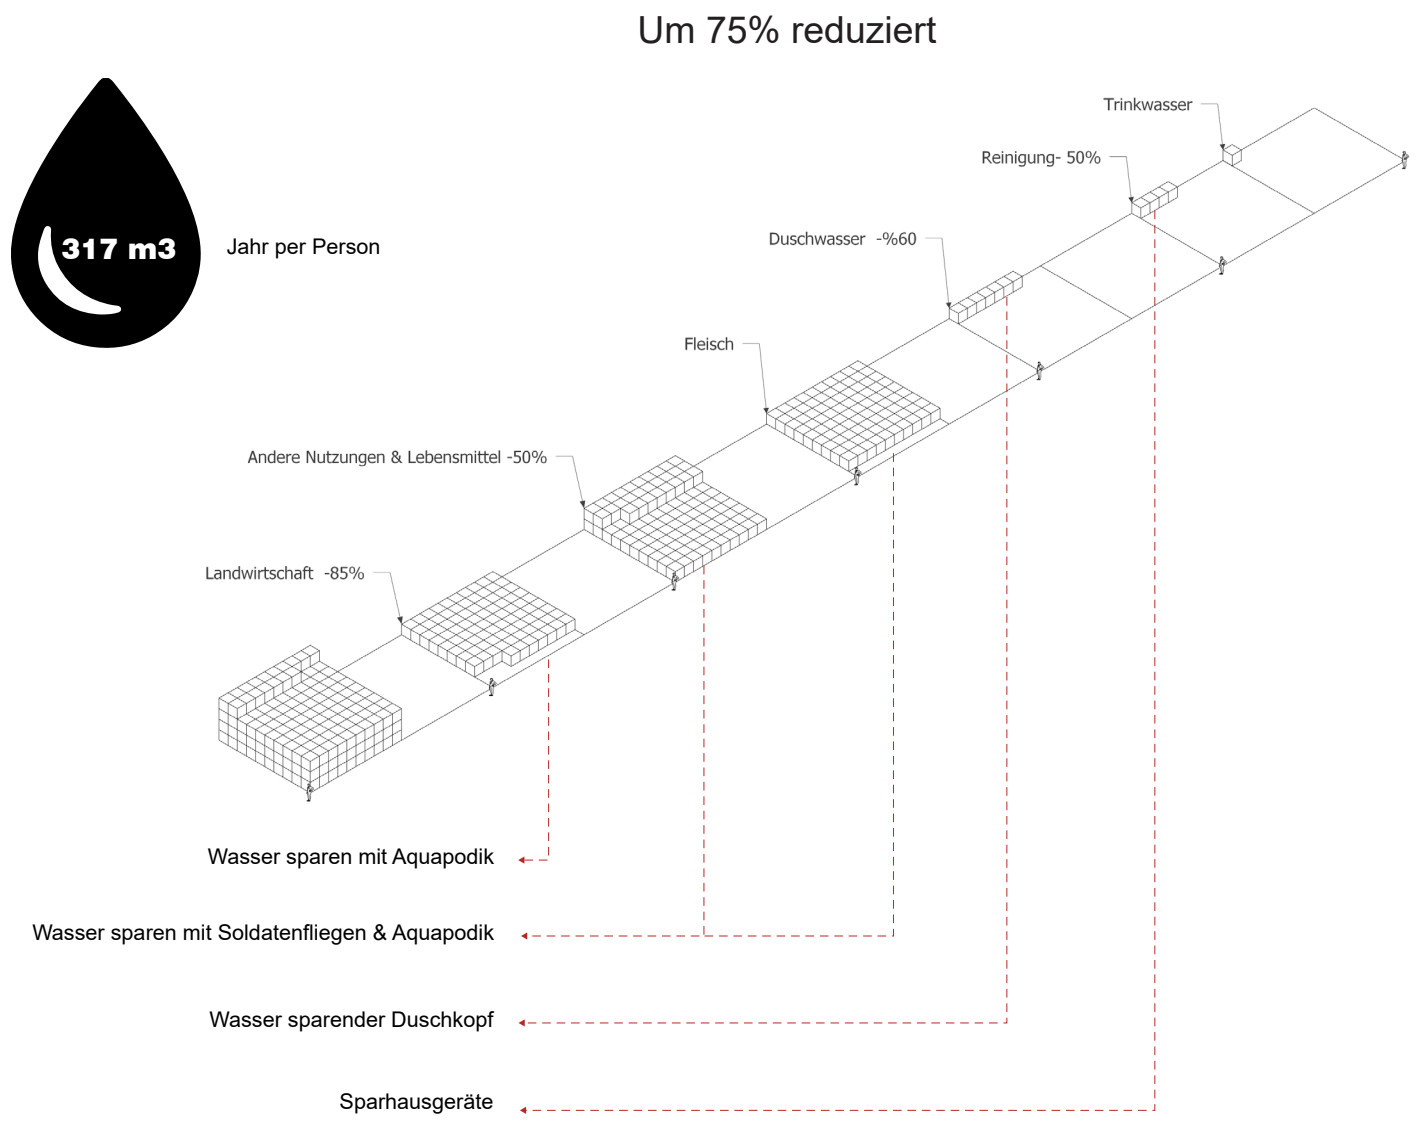 Um 75% reduziert
317 m3
Jahr per Person
Trinkwasser
Reinigung- 50%
Duschwasser -%60
Fleisch
Andere Nutzungen & Lebensmittel -50%
Landwirtschaft -85%
Wasser sparen mit Aquapodik
Wasser sparen mit Soldatenfliegen & Aquapodik
Wasser sparender Duschkopf
Sparhausgeräte